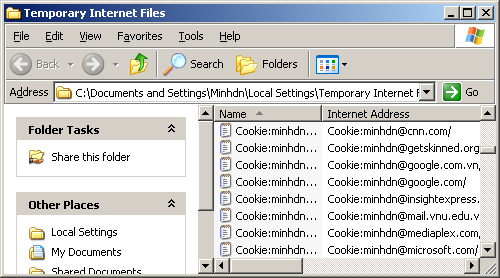 Temporary Internet Files
File Edit View Favorites Tools Help
Back Search Folders
Address C:\Documents and Settings\Minhdn\Local Settings\Temporary Internet F Go
Folder Tasks
Share this folder
Other Places
Local Settings
My Documents
Shared Documents
Name Internet Address
Cookie:minhdn... Cookie:minhdn@cnn.com/
Cookie:minhdn... Cookie:minhdn@getskinned.org
Cookie:minhdn... Cookie:minhdn@google.com.vn,
Cookie:minhdn... Cookie:minhdn@google.com/
Cookie:minhdn... Cookie:minhdn@insightexpress.
Cookie:minhdn... Cookie:minhdn@mail.vnu.edu.v
Cookie:minhdn... Cookie:minhdn@mediaplex.com,
Cookie:minhdn... Cookie:minhdn@microsoft.com/